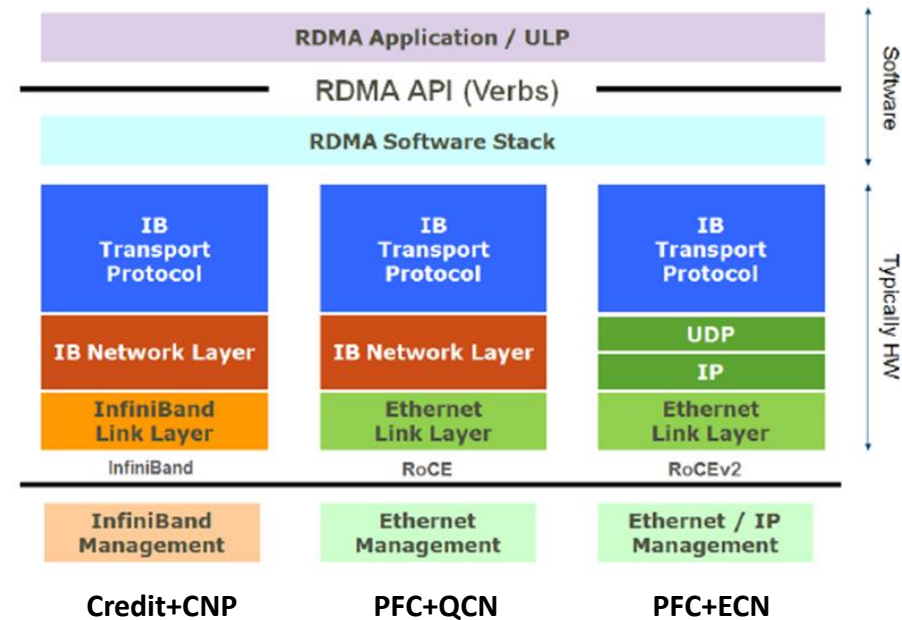 RDMA Application / ULP
RDMA API (Verbs)
RDMA Software Stack
Software
IB
Transport
Protocol
IB
Transport
Protocol
IB
Transport
Protocol
IB Network Layer
IB Network Layer
UDP
IP
InfiniBand
Link Layer
Ethernet
Link Layer
Ethernet
Link Layer
Typically HW
InfiniBand
RoCE
RoCEv2
InfiniBand
Management
Ethernet
Management
Ethernet / IP
Management
Credit+CNP
PFC+QCN
PFC+ECN